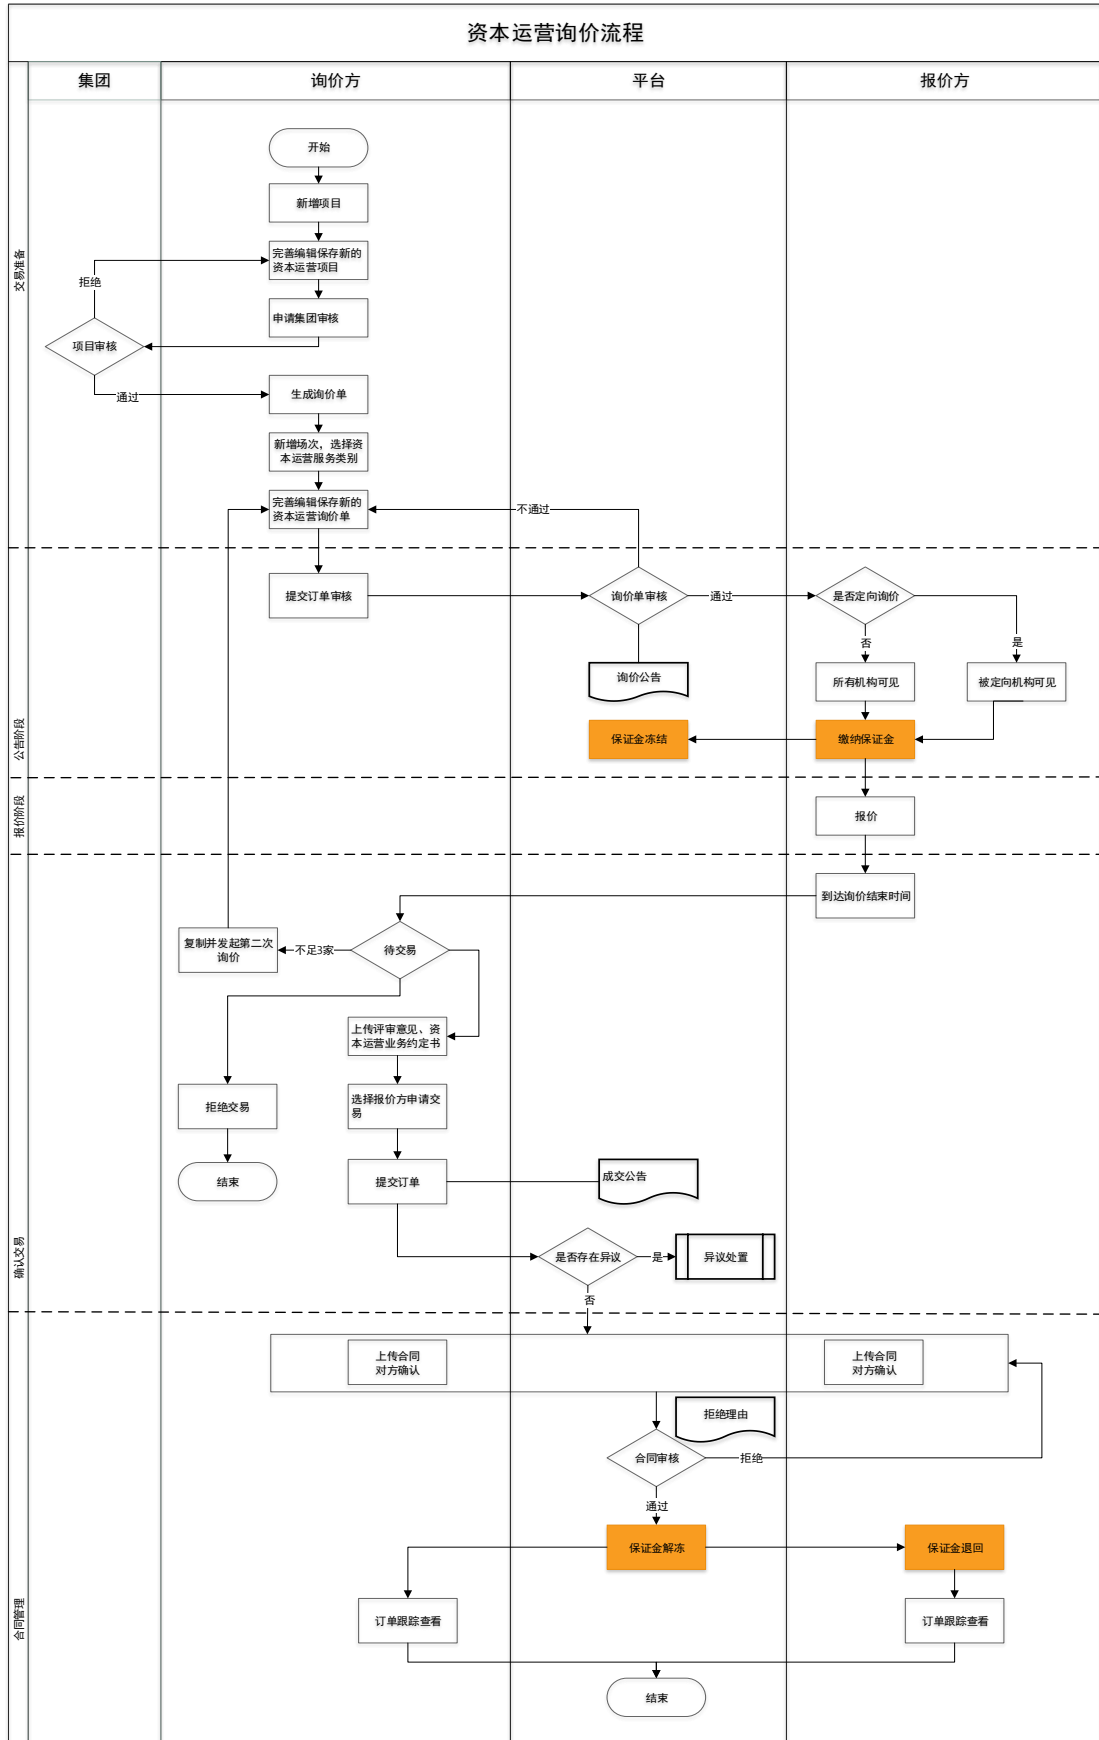 资本运营询价流程
集团
询价方
平台
报价方
交易准备
开始
新增项目
完善编辑保存新的
资本运营项目
拒绝
申请集团审核
项目审核
通过
生成询价单
新增场次，选择资
本运营服务类别
完善编辑保存新的
资本运营询价单
不通过
公告阶段
提交订单审核
询价单审核
通过
是否定向询价
否
是
询价公告
所有机构可见
被定向机构可见
保证金冻结
缴纳保证金
报价阶段
报价
确认交易
到达询价结束时间
复制并发起第二次
询价
不足3家
待交易
上传评审意见、资
本运营业务约定书
拒绝交易
选择报价方申请交
易
结束
提交订单
成交公告
是否存在异议
是
异议处置
否
合同管理
上传合同
对方确认
上传合同
对方确认
拒绝理由
合同审核
拒绝
通过
保证金解冻
保证金退回
订单跟踪查看
订单跟踪查看
结束